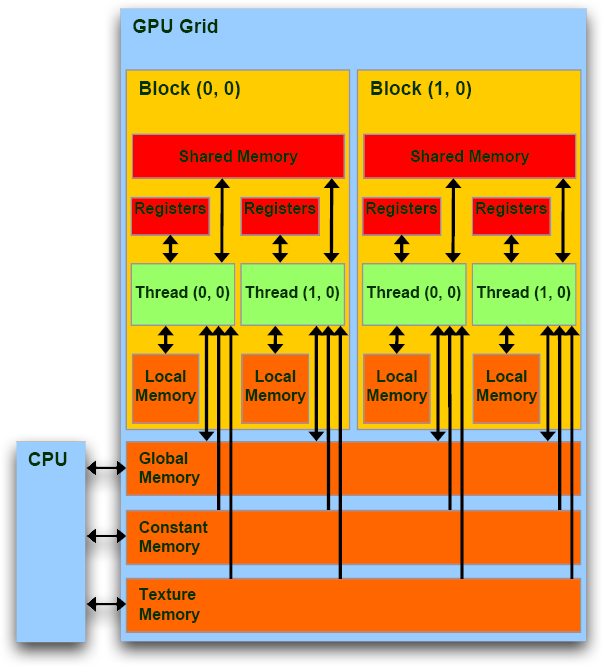 GPU Grid
Block (0, 0)
Block (1, 0)
Shared Memory
Shared Memory
Registers
Registers
Registers
Registers
Thread (0, 0)
Thread (1, 0)
Thread (0, 0)
Thread (1, 0)
Local
Memory
Local
Memory
Local
Memory
Local
Memory
CPU
Global
Memory
Constant
Memory
Texture
Memory